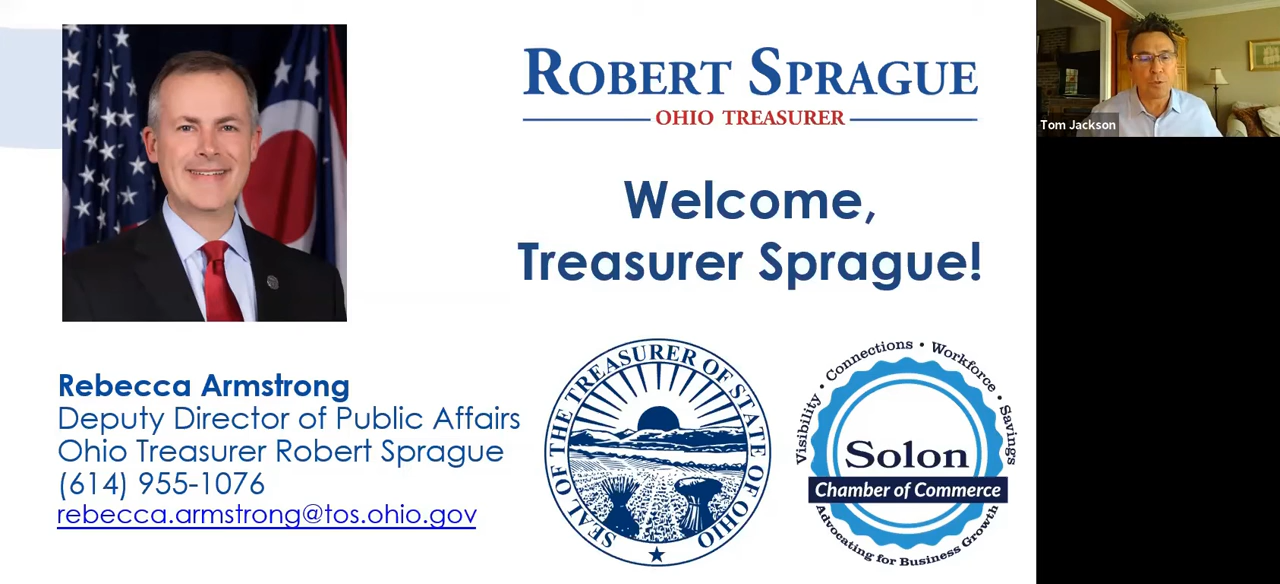 ROBERT SPRAGUE
OHIO TREASURER
Welcome,
Treasurer Sprague!
Rebecca Armstrong
Deputy Director of Public Affairs
Ohio Treasurer Robert Sprague
(614) 955-1076
rebecca.armstrong@tos.ohio.gov
SEAL OF THE TREASURER OF STATE OF OHIO
Visibility • Connections • Workforce • Savings
Solon
Chamber of Commerce
Advocating for Business Growth
Tom Jackson